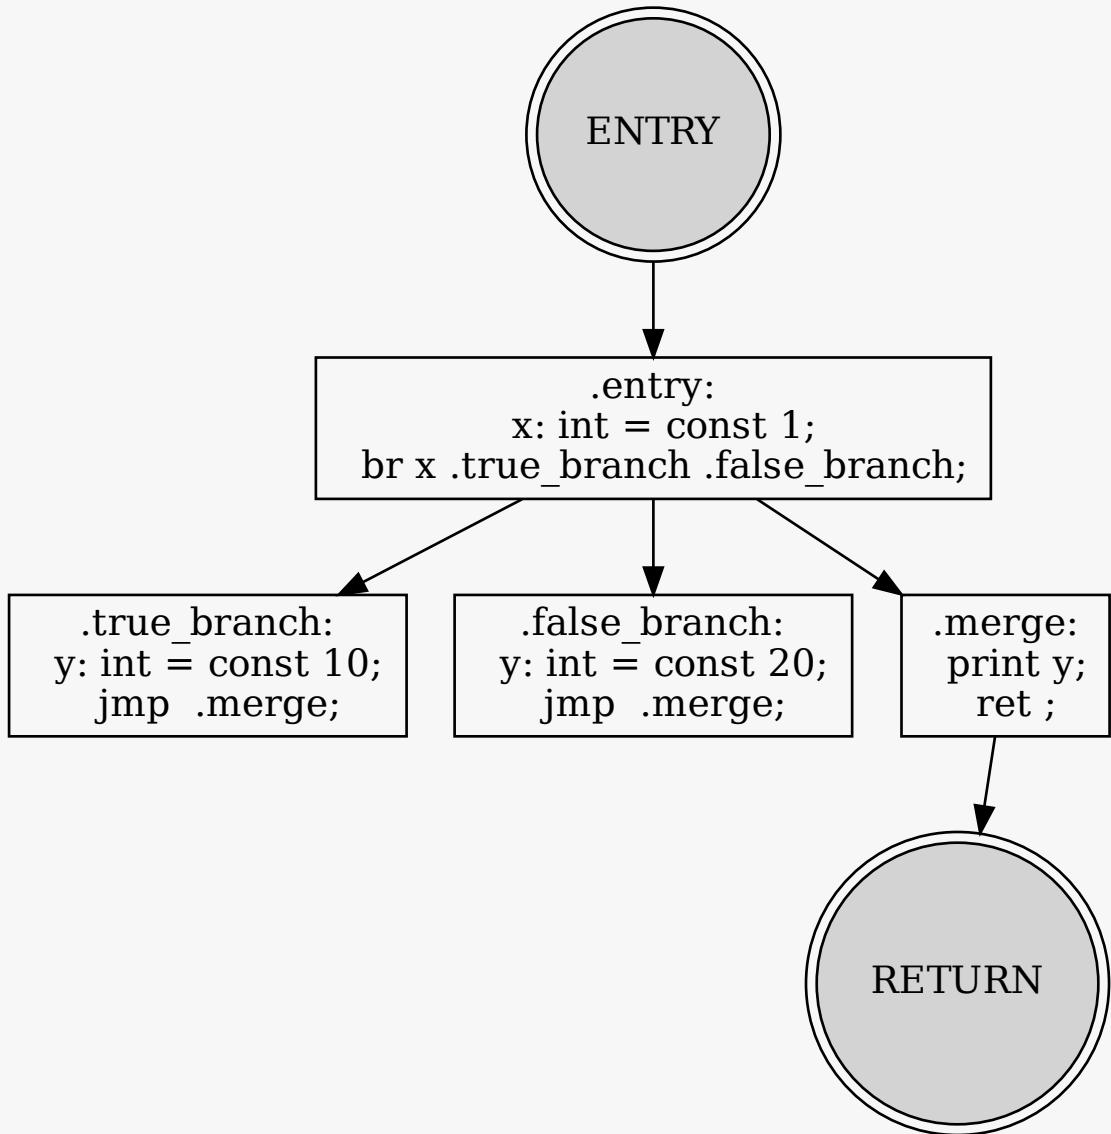 ENTRY
.entry:
x: int = const 1;
br x .true_branch .false_branch;
.true_branch:
y: int = const 10;
jmp  .merge;
.false_branch:
y: int = const 20;
jmp  .merge;
.merge:
print y;
ret ;
RETURN